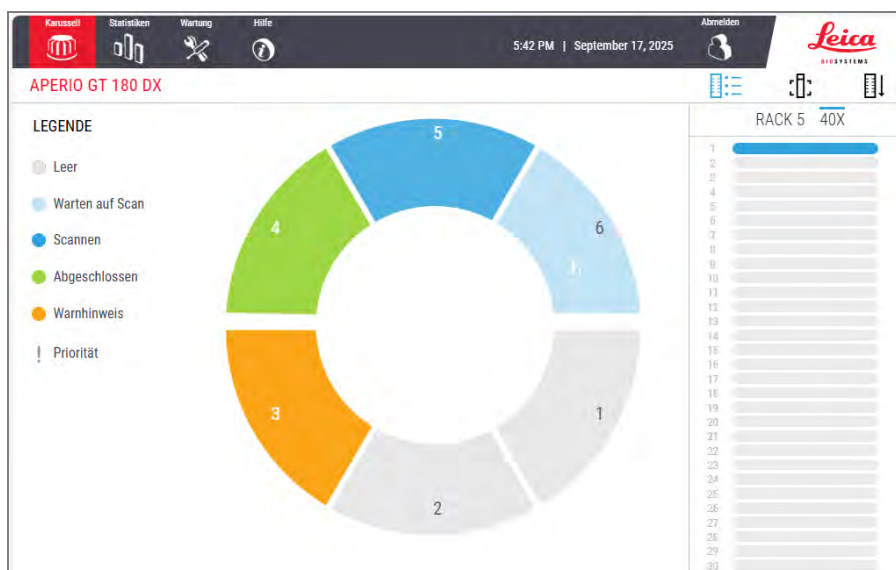 Karussell
Statistiken
Wartung
Hilfe
5:42 PM | September 17, 2025
Abmelden
Leica
BIOSYSTEMS
APERIO GT 180 DX
LEGENDE
Leer
Warten auf Scan
Scannen
Abgeschlossen
Warnhinweis
! Priorität
5
4
6
3
1
2
RACK 5 40X
1
2
3
4
5
6
7
8
9
10
11
12
13
14
15
16
17
18
19
20
21
22
23
24
25
26
27
28
29
30